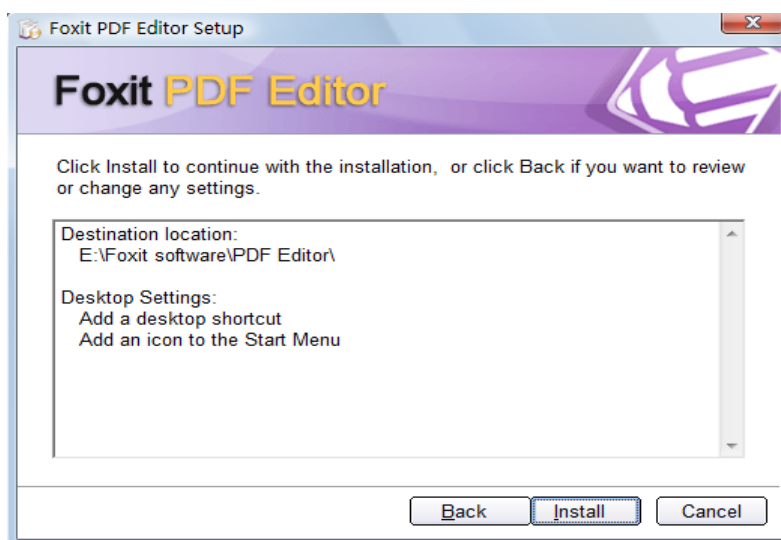 Foxit PDF Editor Setup
Foxit PDF Editor
Click Install to continue with the installation, or click Back if you want to review
or change any settings.
Destination location:
E:\Foxit software\PDF Editor\
Desktop Settings:
Add a desktop shortcut
Add an icon to the Start Menu
Back Install Cancel